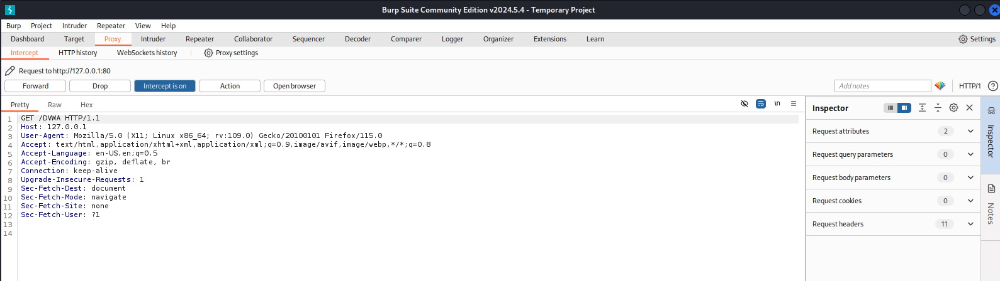 Burp Suite Community Edition v2024.5.4 - Temporary Project
Burp Project Intruder Repeater View Help
Dashboard Target Proxy Intruder Repeater Collaborator Sequencer Decoder Comparer Logger Organizer Extensions Learn Settings
Intercept HTTP history WebSockets history Proxy settings
Request to http://127.0.0.1:80
Forward Drop Intercept is on Action Open browser Add notes HTTP/1 ?
Pretty Raw Hex \n
Inspector
1 GET /DVWA HTTP/1.1
2 Host: 127.0.0.1
3 User-Agent: Mozilla/5.0 (X11; Linux x86_64; rv:109.0) Gecko/20100101 Firefox/115.0
4 Accept: text/html,application/xhtml+xml,application/xml;q=0.9,image/avif,image/webp,*/*;q=0.8
5 Accept-Language: en-US,en;q=0.5
6 Accept-Encoding: gzip, deflate, br
7 Connection: keep-alive
8 Upgrade-Insecure-Requests: 1
9 Sec-Fetch-Dest: document
10 Sec-Fetch-Mode: navigate
11 Sec-Fetch-Site: none
12 Sec-Fetch-User: ?1
13
14
Request attributes 2
Request query parameters 0
Request body parameters 0
Request cookies 0
Request headers 11
Inspector
Notes